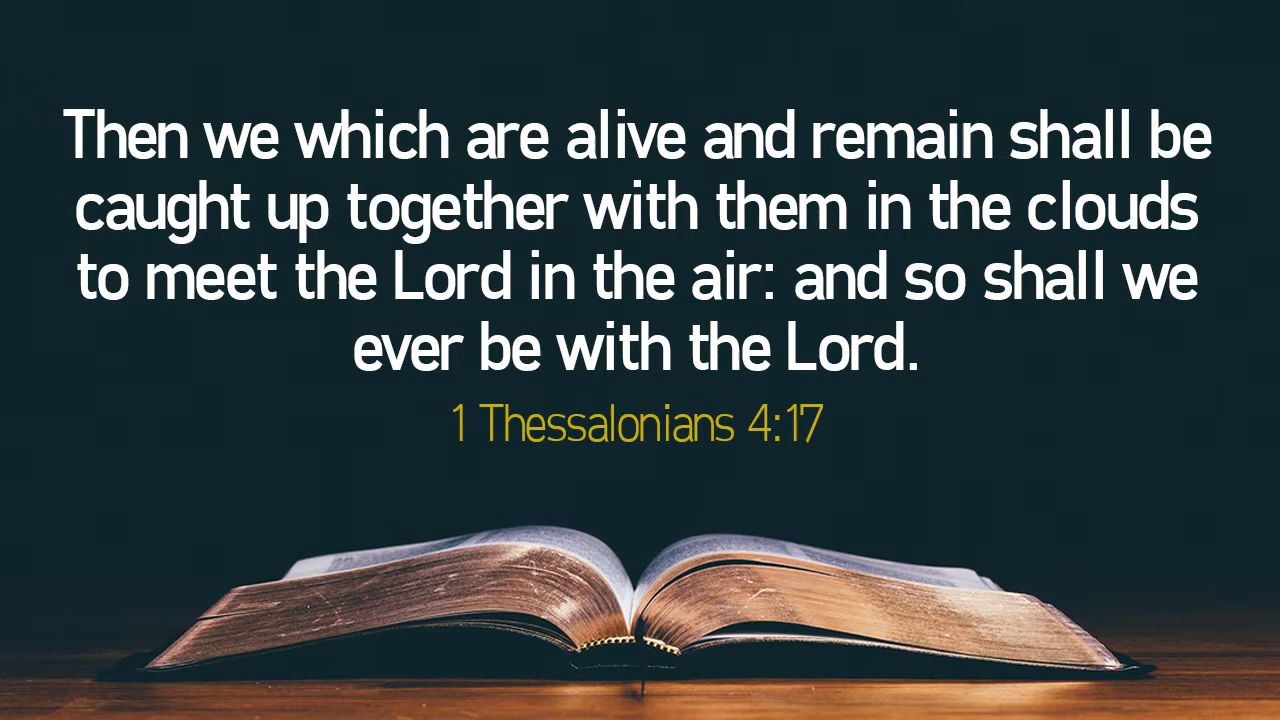 Then we which are alive and remain shall be
caught up together with them in the clouds
to meet the Lord in the air: and so shall we
ever be with the Lord.
1 Thessalonians 4:17